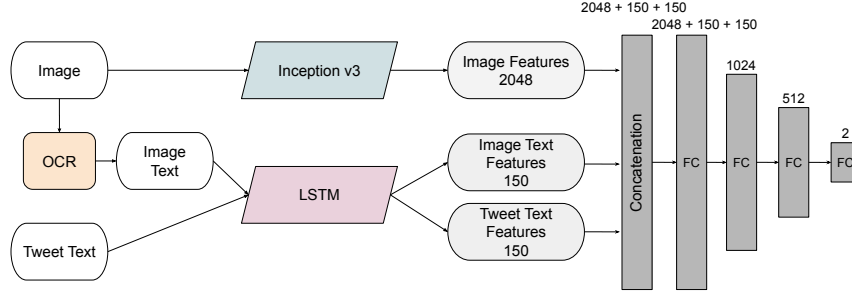 2048 + 150 + 150
2048 + 150 + 150
Image
Inception v3
Image Features
2048
1024
512
2
OCR
Image
Text
LSTM
Image Text
Features
150
Tweet Text
Tweet Text
Features
150
Concatenation
FC
FC
FC
FC